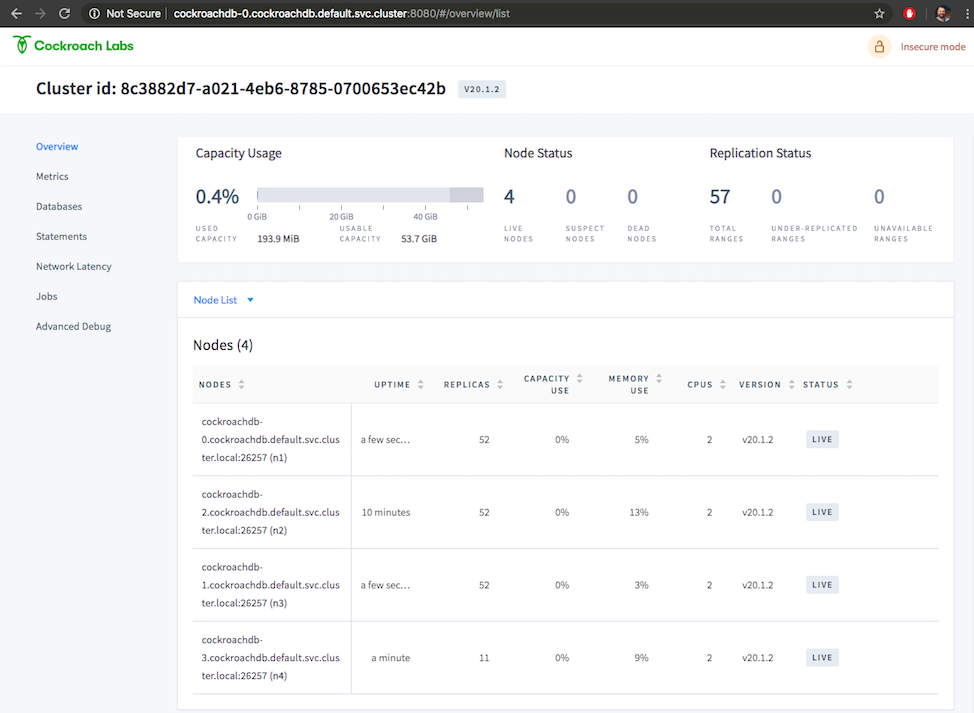 Not Secure | cockroachdb-0.cockroachdb.default.svc.cluster:8080/#/overview/list
Cockroach Labs
Insecure mode
Cluster id: 8c3882d7-a021-4eb6-8785-0700653ec42b V20.1.2
Overview
Metrics
Databases
Statements
Network Latency
Jobs
Advanced Debug
Capacity Usage
0.4%
0 GiB 20 GiB 40 GiB
USED
CAPACITY
193.9 MiB
USABLE
CAPACITY
53.7 GiB
Node Status
4 0 0
LIVE
NODES
SUSPECT
NODES
DEAD
NODES
Replication Status
57 0 0
TOTAL
RANGES
UNDER-REPLICATED
RANGES
UNAVAILABLE
RANGES
Node List
Nodes (4)
NODES UPTIME REPLICAS CAPACITY USE MEMORY USE CPUS VERSION STATUS
cockroachdb-
0.cockroachdb.default.svc.clus a few sec... 52 0% 5% 2 v20.1.2 LIVE
ter.local:26257 (n1)
cockroachdb-
2.cockroachdb.default.svc.clus 10 minutes 52 0% 13% 2 v20.1.2 LIVE
ter.local:26257 (n2)
cockroachdb-
1.cockroachdb.default.svc.clus a few sec... 52 0% 3% 2 v20.1.2 LIVE
ter.local:26257 (n3)
cockroachdb-
3.cockroachdb.default.svc.clus a minute 11 0% 9% 2 v20.1.2 LIVE
ter.local:26257 (n4)